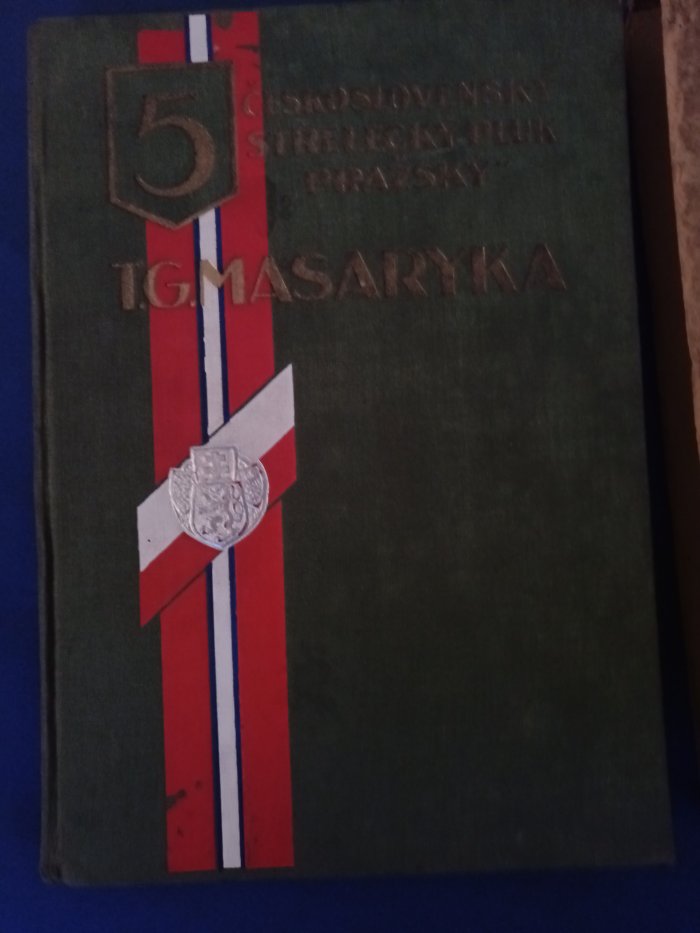 5
ČESKOSLOVENSKÝ
STŘELECKÝ PLUK
PRAŽSKÝ
T.G.MASARYKA